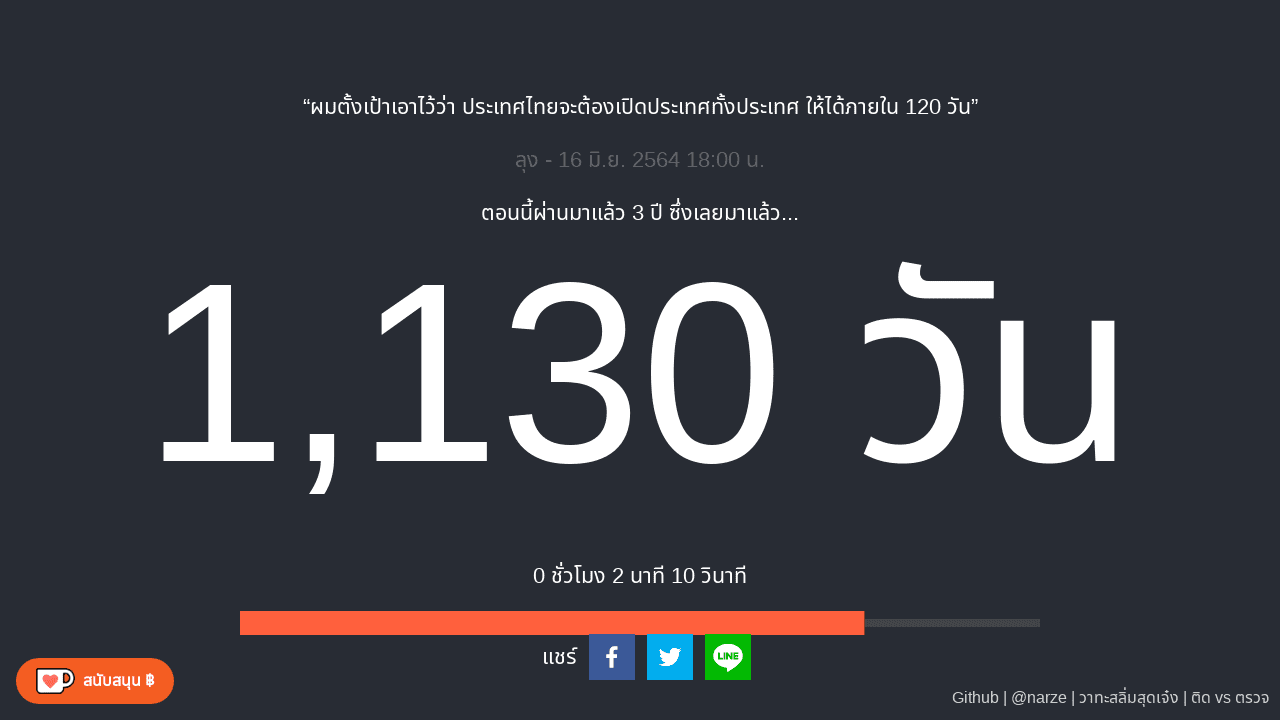 “ผมตั้งเป้าเอาไว้ว่า ประเทศไทยจะต้องเปิดประเทศทั้งประเทศ ให้ได้ภายใน 120 วัน”
ลุง - 16 มิ.ย. 2564 18:00 น.
ตอนนี้ผ่านมาแล้ว 3 ปี ซึ่งเลยมาแล้ว...
1,130 วัน
0 ชั่วโมง 2 นาที 10 วินาที
แชร์
LINE
สนับสนุน ฿
Github | @narze | วาทะสลิ่มสุดเจ๋ง | ติด vs ตรวจ